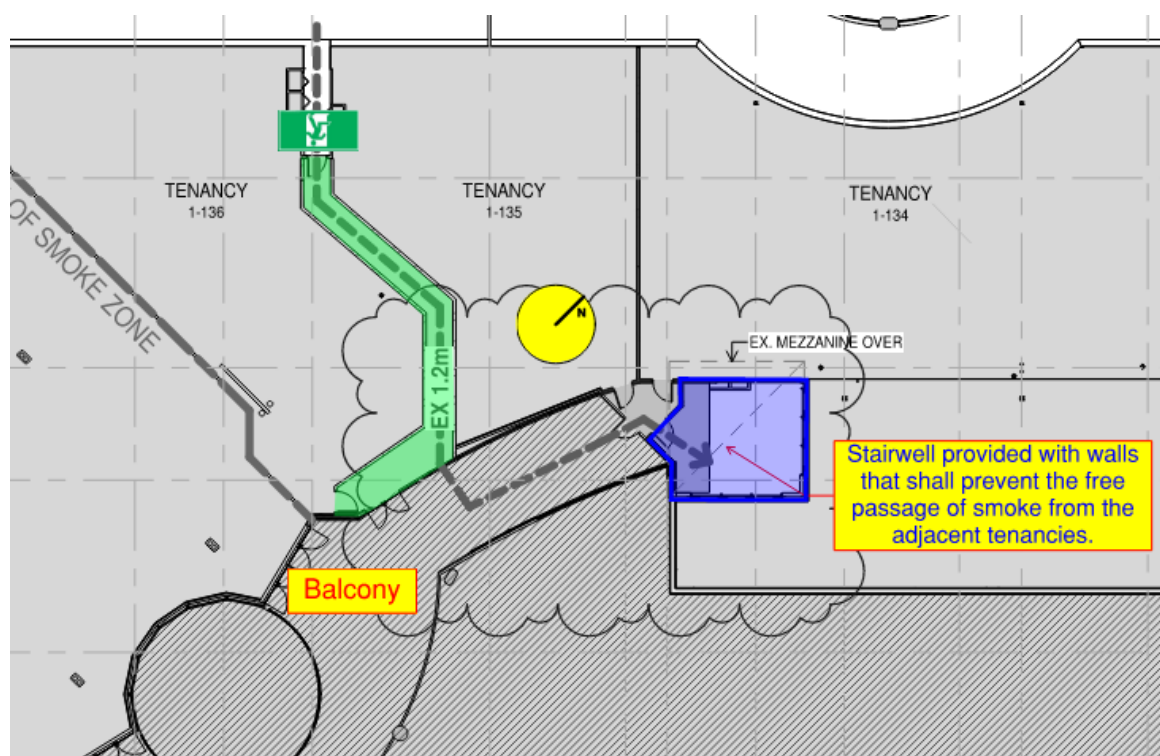 TENANCY
1-136
TENANCY
1-135
TENANCY
1-134
OF SMOKE ZONE
N
EX. MEZZANINE OVER
EX 1.2m
Stairwell provided with walls
that shall prevent the free
passage of smoke from the
adjacent tenancies.
Balcony